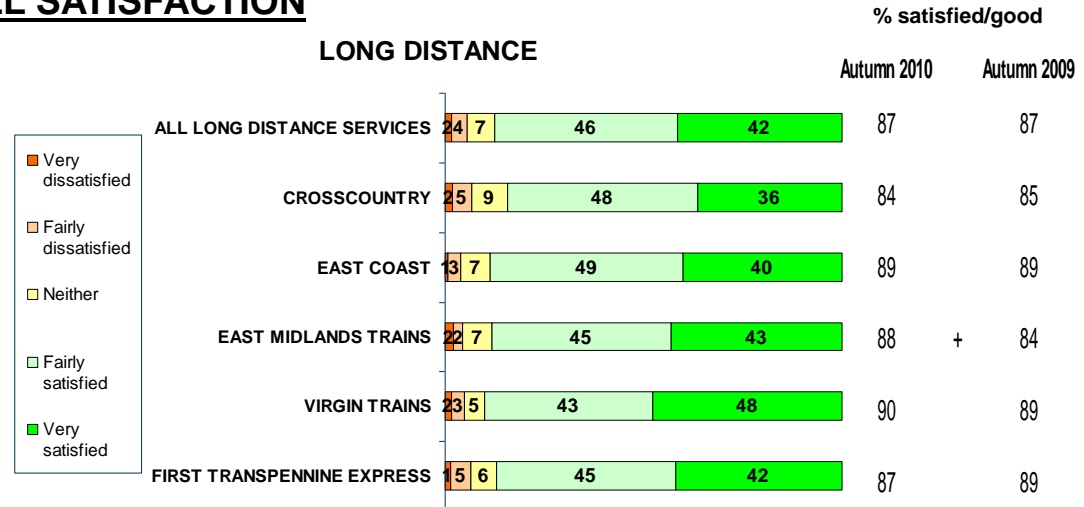 LL SATISFACTION
% satisfied/good
LONG DISTANCE
Autumn 2010 Autumn 2009
ALL LONG DISTANCE SERVICES 2 4 7 46 42 87 87
CROSSCOUNTRY 2 5 9 48 36 84 85
EAST COAST 1 3 7 49 40 89 89
EAST MIDLANDS TRAINS 2 2 7 45 43 88 + 84
VIRGIN TRAINS 2 3 5 43 48 90 89
FIRST TRANSPENNINE EXPRESS 1 5 6 45 42 87 89
Very
dissatisfied
Fairly
dissatisfied
Neither
Fairly
satisfied
Very
satisfied